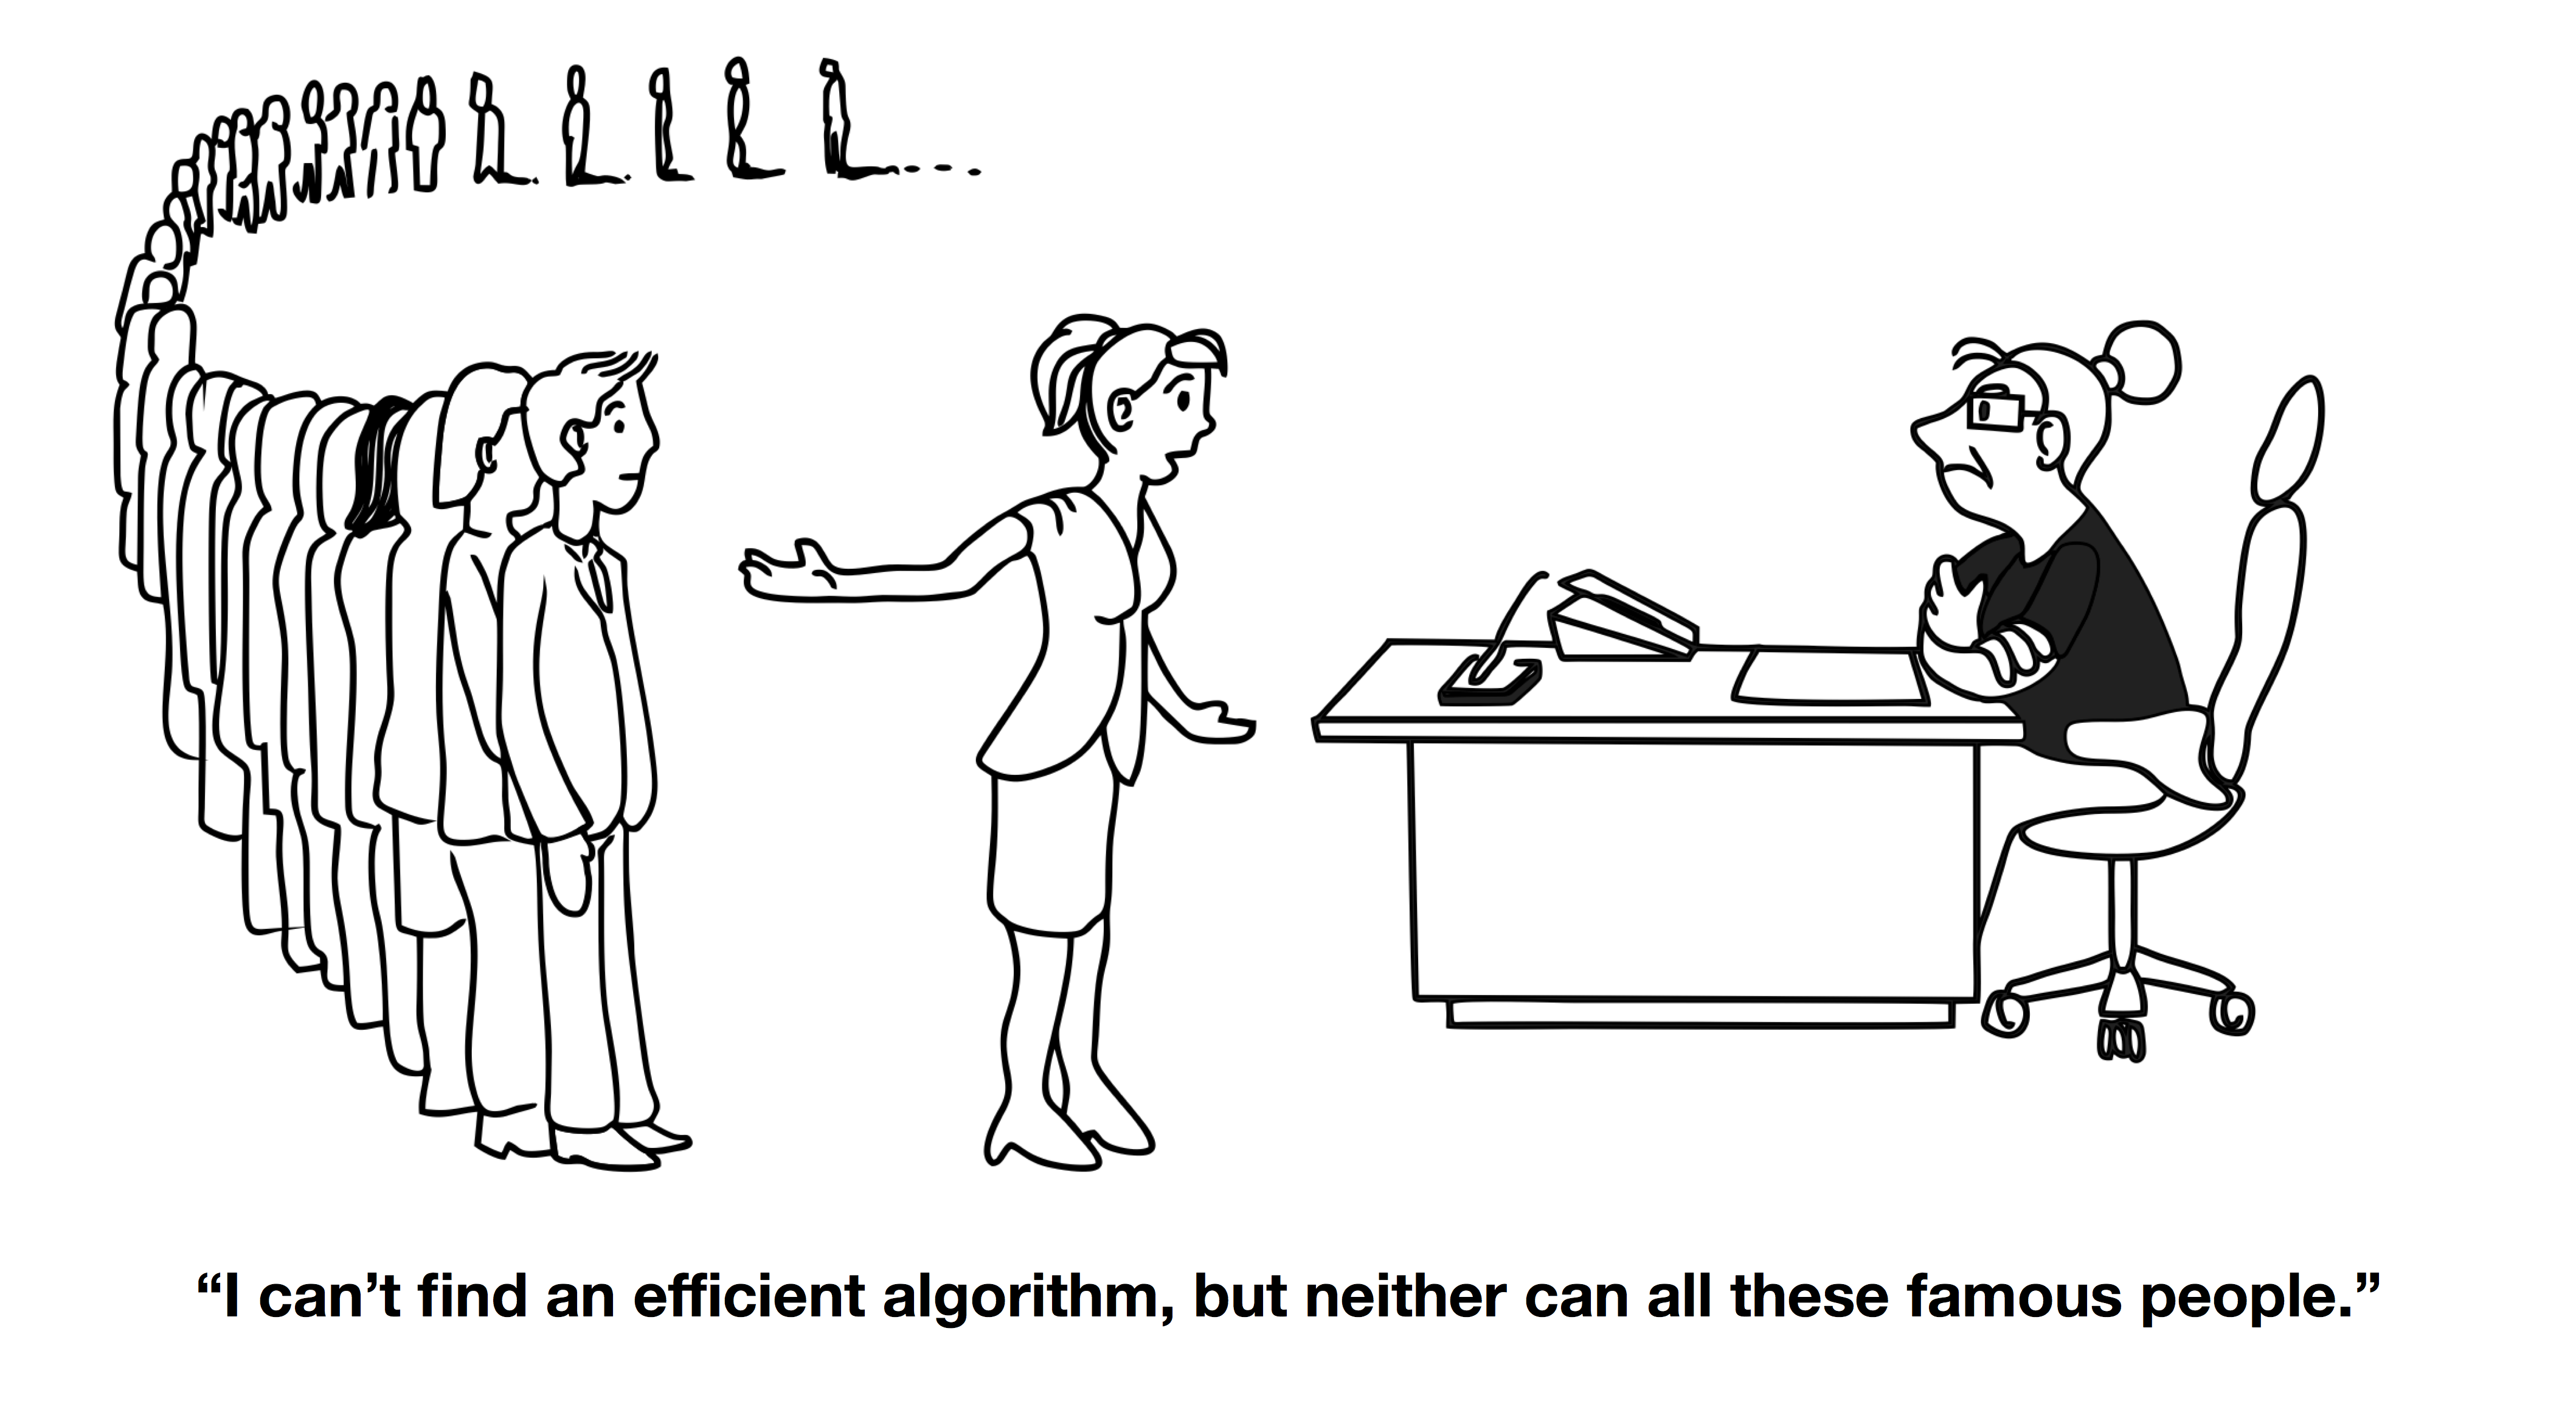 “I can’t find an efficient algorithm, but neither can all these famous people.”